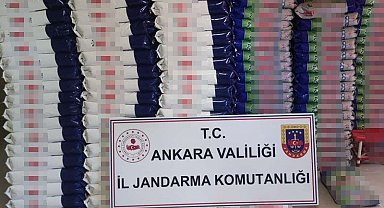 T.C.
ANKARA VALİLİĞİ
İL JANDARMA KOMUTANLIĞI